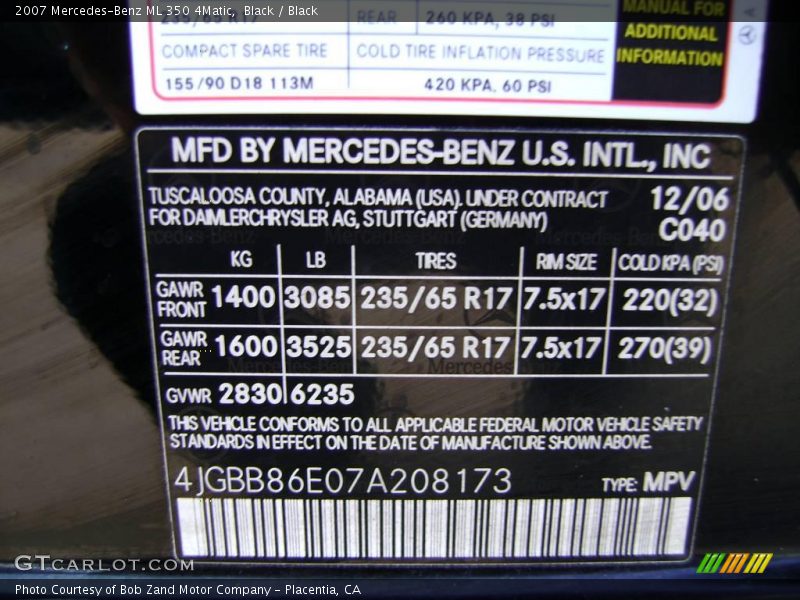 2007 Mercedes-Benz ML 350 4Matic, Black / Black
235/65 R17 REAR 260 KPA, 38 PSI
COMPACT SPARE TIRE COLD TIRE INFLATION PRESSURE
155/90 D18 113M 420 KPA, 60 PSI
MANUAL FOR
ADDITIONAL
INFORMATION
MFD BY MERCEDES-BENZ U.S. INTL., INC
TUSCALOOSA COUNTY, ALABAMA (USA). UNDER CONTRACT 12/06
FOR DAIMLERCHRYSLER AG, STUTTGART (GERMANY) C040
KG LB TIRES RIM SIZE COLD KPA (PSI)
GAWR FRONT 1400 3085 235/65 R17 7.5x17 220(32)
GAWR REAR 1600 3525 235/65 R17 7.5x17 270(39)
GVWR 2830 6235
THIS VEHICLE CONFORMS TO ALL APPLICABLE FEDERAL MOTOR VEHICLE SAFETY
STANDARDS IN EFFECT ON THE DATE OF MANUFACTURE SHOWN ABOVE.
4JGBB86E07A208173 TYPE: MPV
GTCARLOT.COM
Photo Courtesy of Bob Zand Motor Company - Placentia, CA